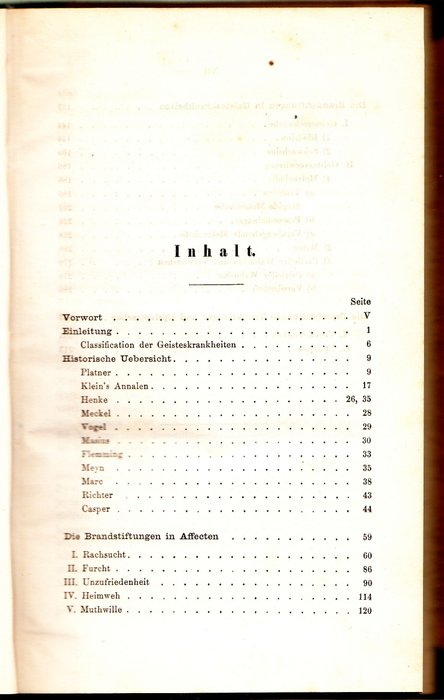 Inhalt.
Seite
Vorwort . . . . . . . . . . . . . . . . . . V
Einleitung . . . . . . . . . . . . . . . . . . 1
Classification der Geisteskrankheiten . . . . . . . . 6
Historische Uebersicht. . . . . . . . . . . . . . 9
Platner . . . . . . . . . . . . . . . . . . 9
Klein's Annalen . . . . . . . . . . . . . . . 17
Henke . . . . . . . . . . . . . . . . . 26, 35
Meckel . . . . . . . . . . . . . . . . . . 28
Vogel . . . . . . . . . . . . . . . . . . 29
Masius . . . . . . . . . . . . . . . . . . 30
Flemming . . . . . . . . . . . . . . . . . 33
Meyn . . . . . . . . . . . . . . . . . . 35
Marc . . . . . . . . . . . . . . . . . . 38
Richter . . . . . . . . . . . . . . . . . . 43
Casper . . . . . . . . . . . . . . . . . . 44
Die Brandstiftungen in Affecten . . . . . . . . . . 59
I. Rachsucht. . . . . . . . . . . . . . . . . 60
II. Furcht . . . . . . . . . . . . . . . . . . 86
III. Unzufriedenheit . . . . . . . . . . . . . . . 90
IV. Heimweh . . . . . . . . . . . . . . . . . 114
V. Muthwille . . . . . . . . . . . . . . . . . 120